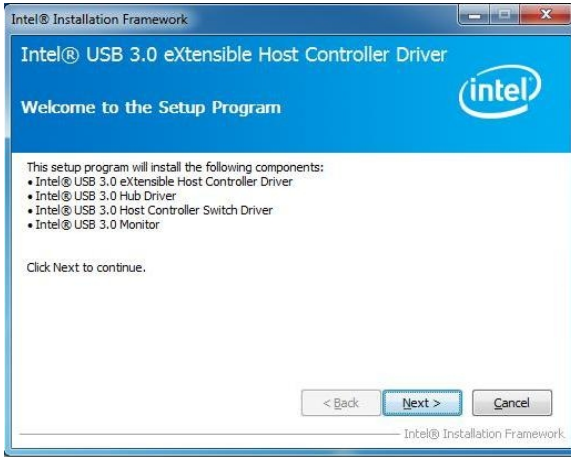 Intel® Installation Framework
Intel® USB 3.0 eXtensible Host Controller Driver
intel
Welcome to the Setup Program
This setup program will install the following components:
• Intel® USB 3.0 eXtensible Host Controller Driver
• Intel® USB 3.0 Hub Driver
• Intel® USB 3.0 Host Controller Switch Driver
• Intel® USB 3.0 Monitor
Click Next to continue.
< Back Next > Cancel
Intel® Installation Framework